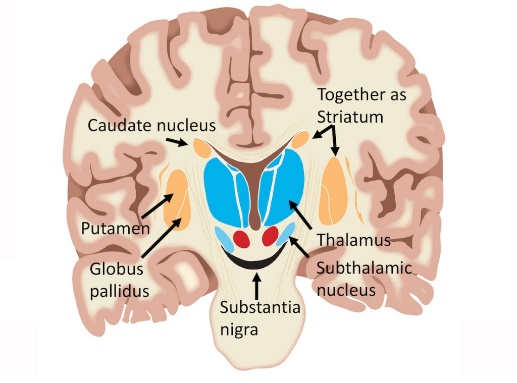 Together as
Striatum
Caudate nucleus
Putamen
Thalamus
Globus
pallidus
Subthalamic
nucleus
Substantia
nigra